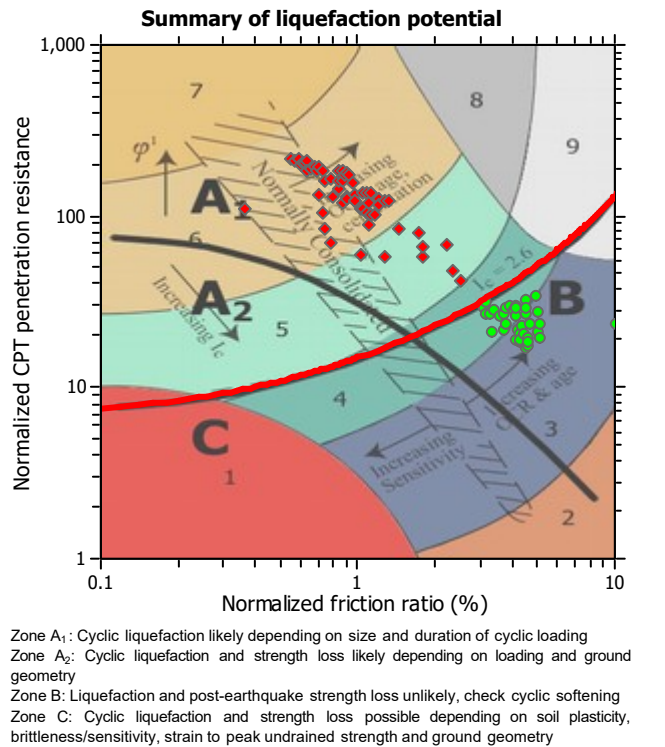 Summary of liquefaction potential
Normalized CPT penetration resistance
1,000
100
10
1
7
8
9
φ'
A1
6
A2
5
4
B
C
1
3
2
Increasing
OCR, age,
cementation
Normally Consolidated
Ic = 2.6
Increasing Ic
Increasing
OCR & age
Increasing
Sensitivity
0.1
1
10
Normalized friction ratio (%)
Zone A1: Cyclic liquefaction likely depending on size and duration of cyclic loading
Zone A2: Cyclic liquefaction and strength loss likely depending on loading and ground
geometry
Zone B: Liquefaction and post-earthquake strength loss unlikely, check cyclic softening
Zone C: Cyclic liquefaction and strength loss possible depending on soil plasticity,
brittleness/sensitivity, strain to peak undrained strength and ground geometry